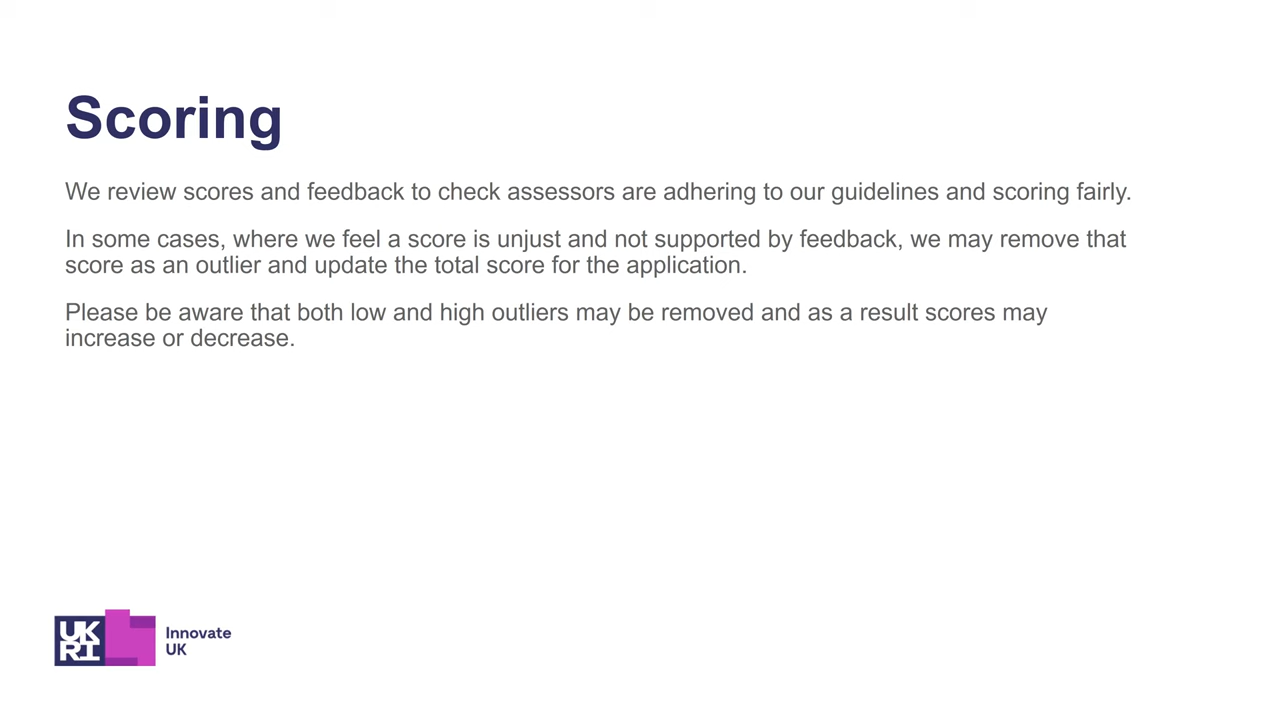 Scoring
We review scores and feedback to check assessors are adhering to our guidelines and scoring fairly.
In some cases, where we feel a score is unjust and not supported by feedback, we may remove that
score as an outlier and update the total score for the application.
Please be aware that both low and high outliers may be removed and as a result scores may
increase or decrease.
UK
RI
Innovate
UK